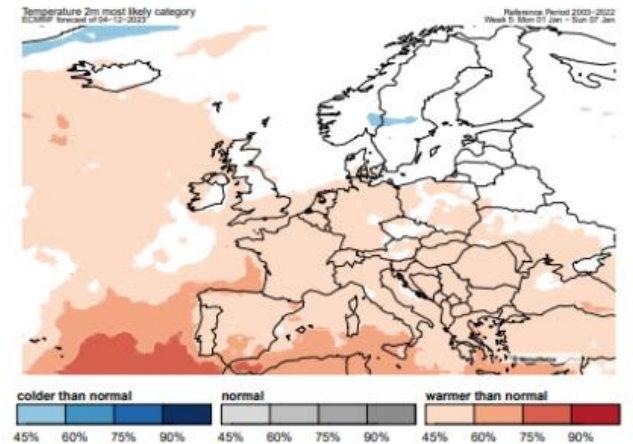 Temperature 2m most likely category
ECMWF forecast of 04-12-2023
Reference Period 2003-2022
Week 5: Mon 01 Jan - Sun 07 Jan
colder than normal
normal
warmer than normal
45% 60% 75% 90%
45% 60% 75% 90%
45% 60% 75% 90%